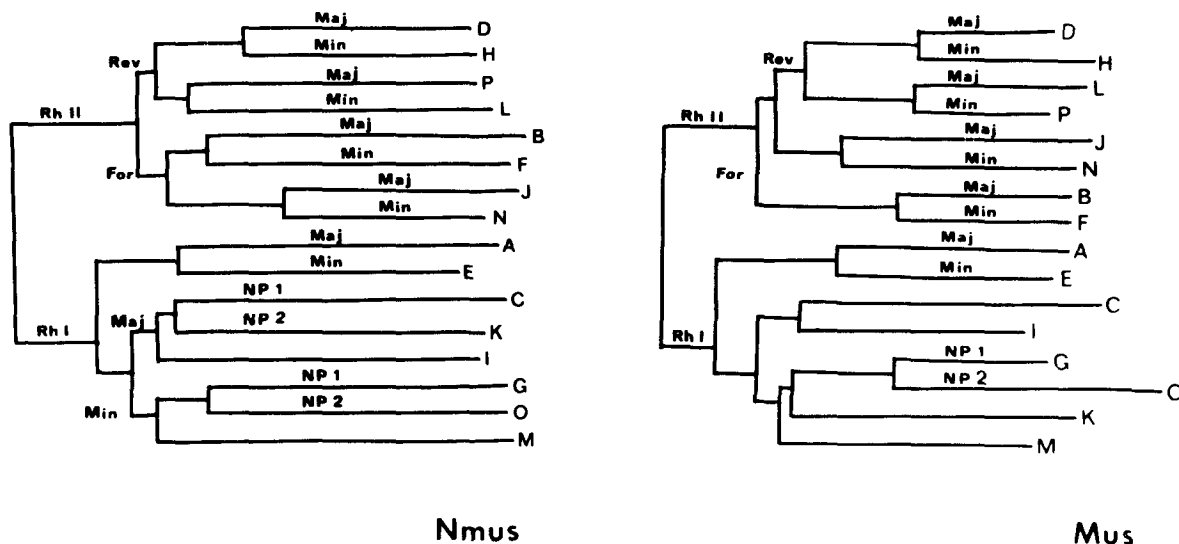 Maj D
Min H
Rev
Maj P
Min L
Rh II
Maj B
Min F
For
Maj J
Min N
Maj A
Min E
NP 1 C
Maj
NP 2 K
Rh I
I
NP 1 G
Min
NP 2 O
M
Nmus
Maj D
Min H
Rev
Maj L
Min P
Rh II
Maj J
Min N
For
Maj B
Min F
Maj A
Min E
C
I
Rh I
NP 1 G
NP 2 O
K
M
Mus